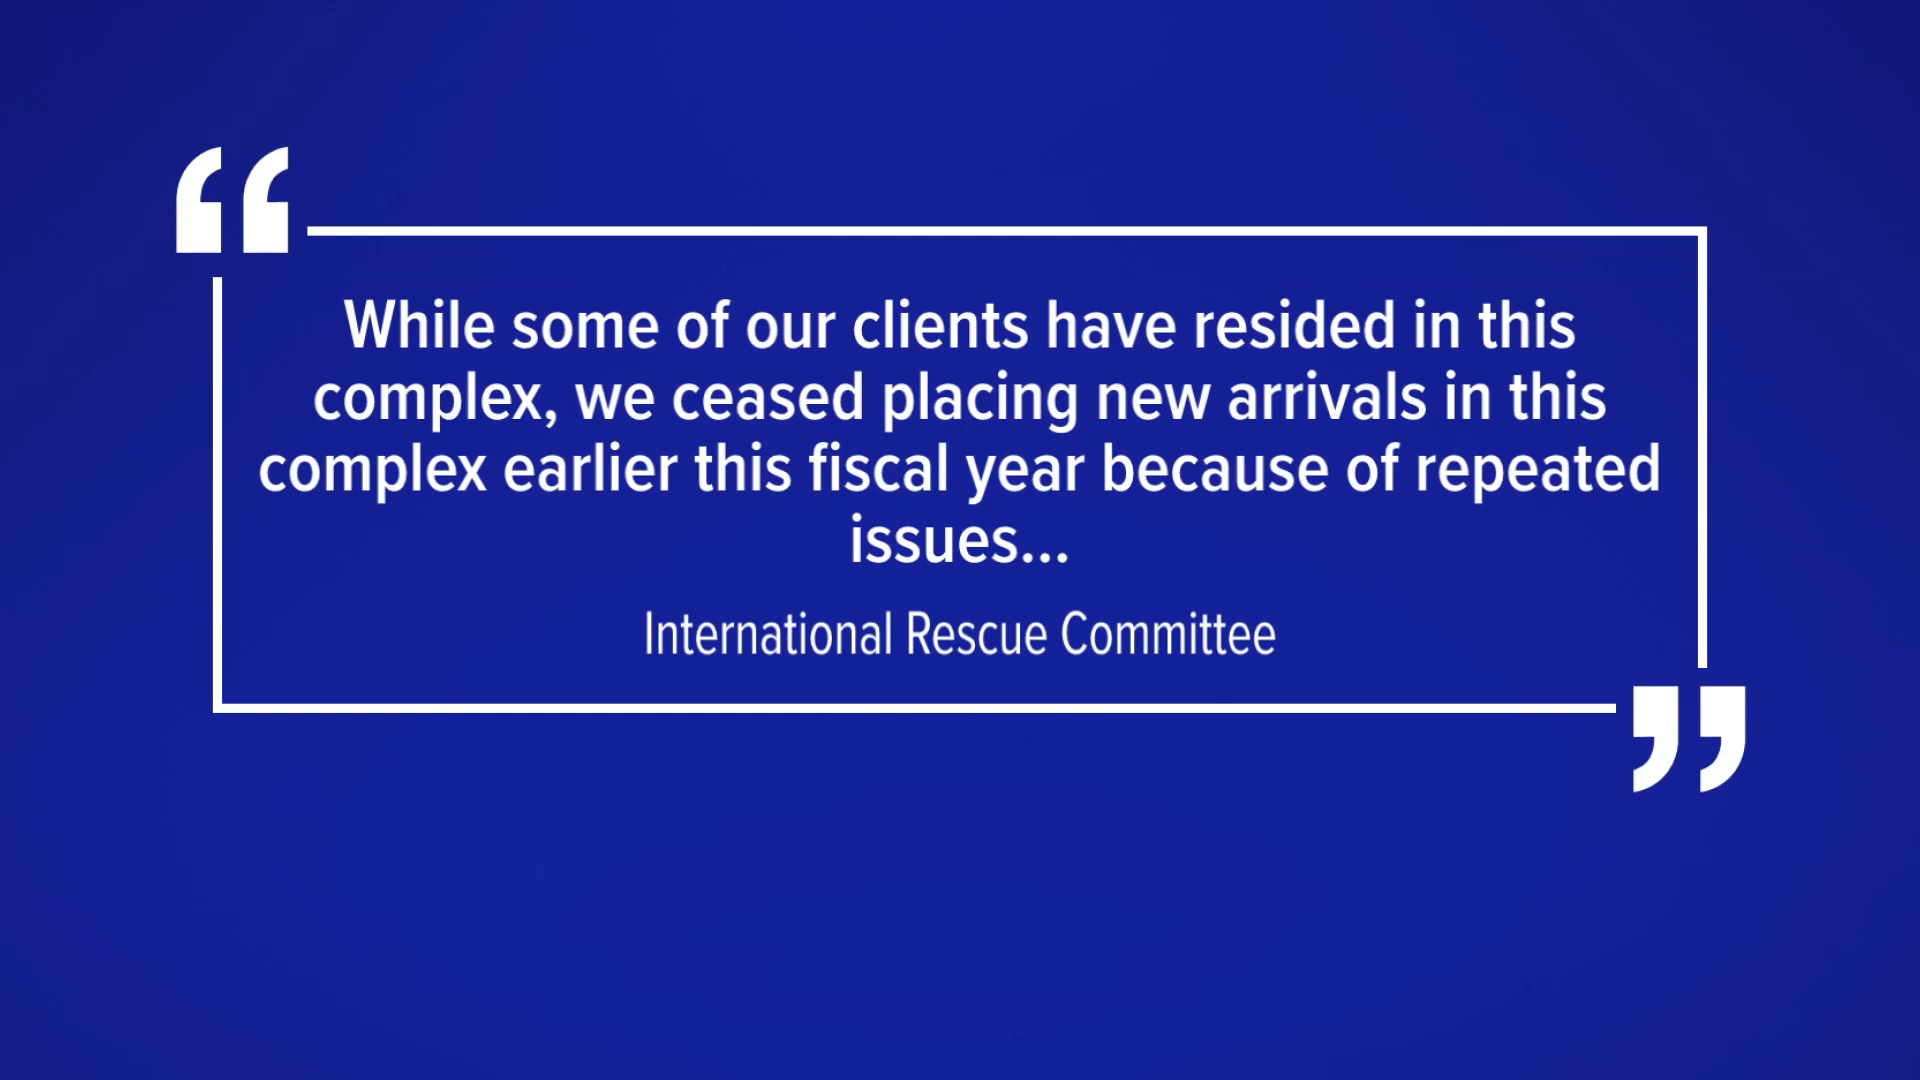 While some of our clients have resided in this
complex, we ceased placing new arrivals in this
complex earlier this fiscal year because of repeated
issues...
International Rescue Committee